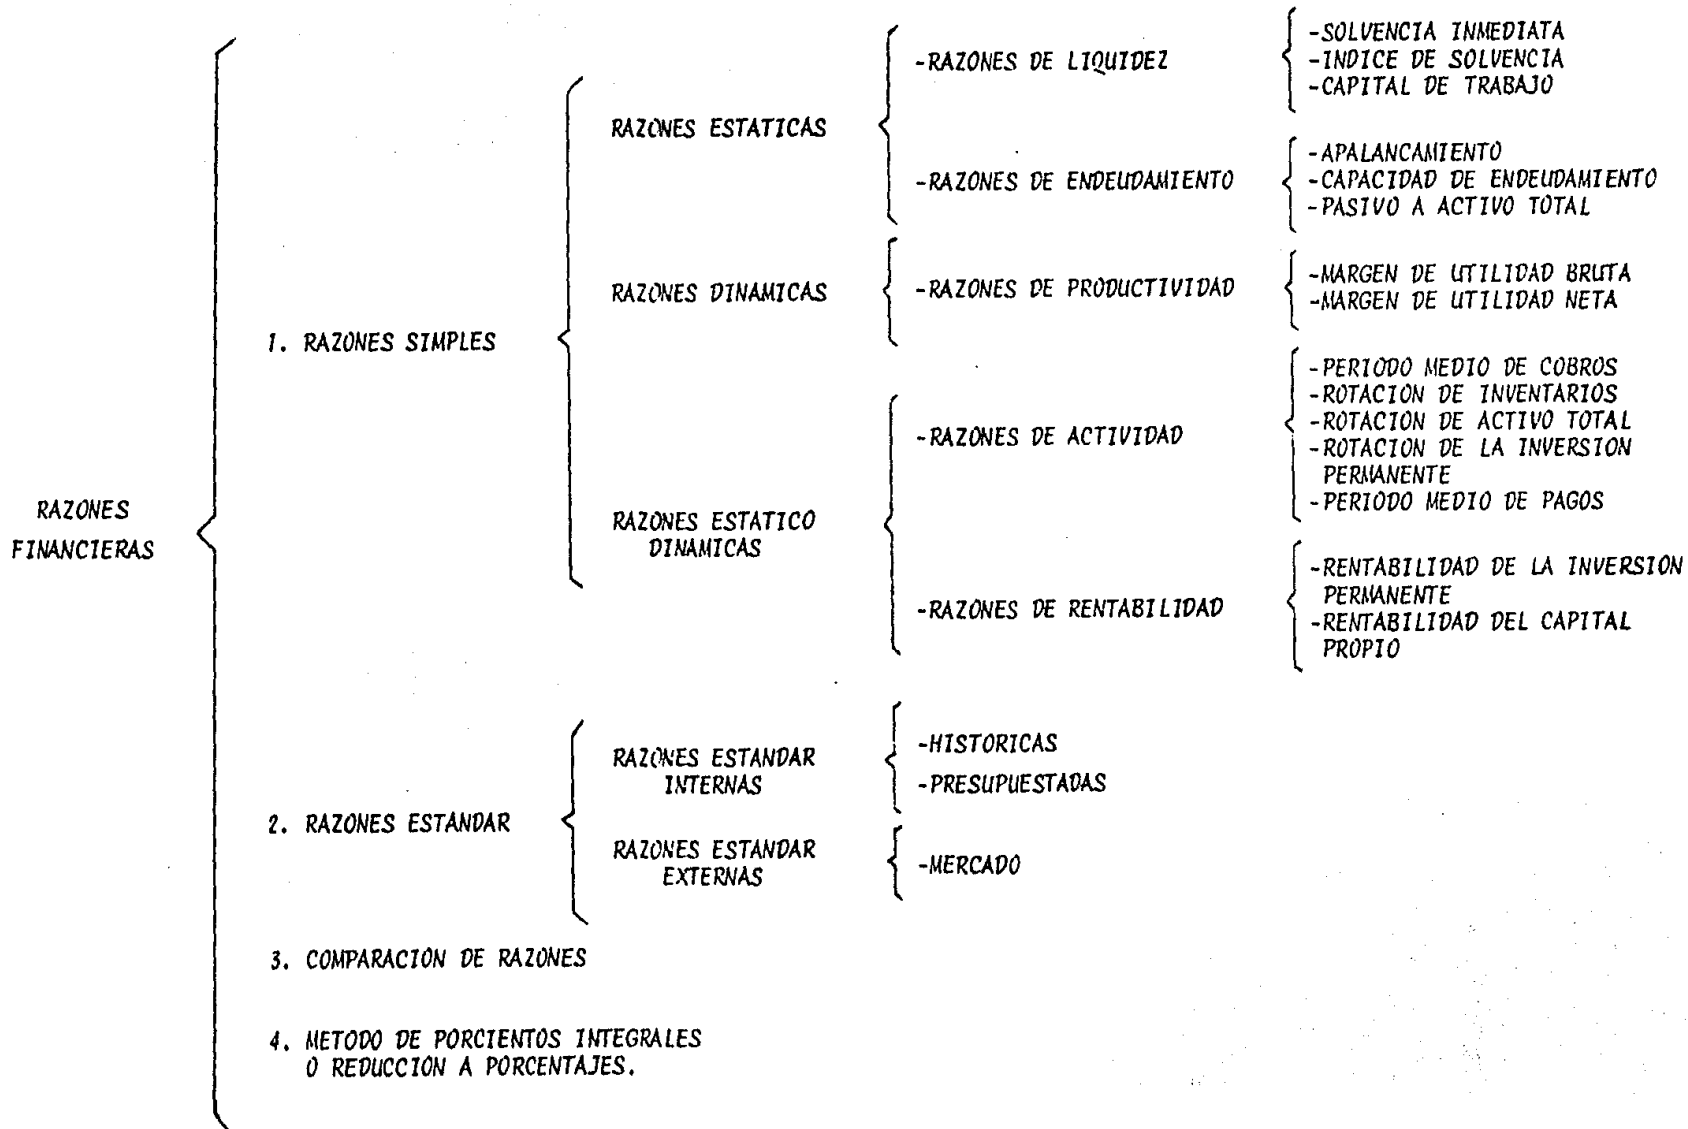 RAZONES
FINANCIERAS
1. RAZONES SIMPLES
RAZONES ESTATICAS
-RAZONES DE LIQUIDEZ
-SOLVENCIA INMEDIATA
-INDICE DE SOLVENCIA
-CAPITAL DE TRABAJO
-RAZONES DE ENDEUDAMIENTO
-APALANCAMIENTO
-CAPACIDAD DE ENDEUDAMIENTO
-PASIVO A ACTIVO TOTAL
RAZONES DINAMICAS
-RAZONES DE PRODUCTIVIDAD
-MARGEN DE UTILIDAD BRUTA
-MARGEN DE UTILIDAD NETA
RAZONES ESTATICO
DINAMICAS
-RAZONES DE ACTIVIDAD
-PERIODO MEDIO DE COBROS
-ROTACION DE INVENTARIOS
-ROTACION DE ACTIVO TOTAL
-ROTACION DE LA INVERSION
PERMANENTE
-PERIODO MEDIO DE PAGOS
-RAZONES DE RENTABILIDAD
-RENTABILIDAD DE LA INVERSION
PERMANENTE
-RENTABILIDAD DEL CAPITAL
PROPIO
2. RAZONES ESTANDAR
RAZONES ESTANDAR
INTERNAS
-HISTORICAS
-PRESUPUESTADAS
RAZONES ESTANDAR
EXTERNAS
-MERCADO
3. COMPARACION DE RAZONES
4. METODO DE PORCIENTOS INTEGRALES
O REDUCCION A PORCENTAJES.